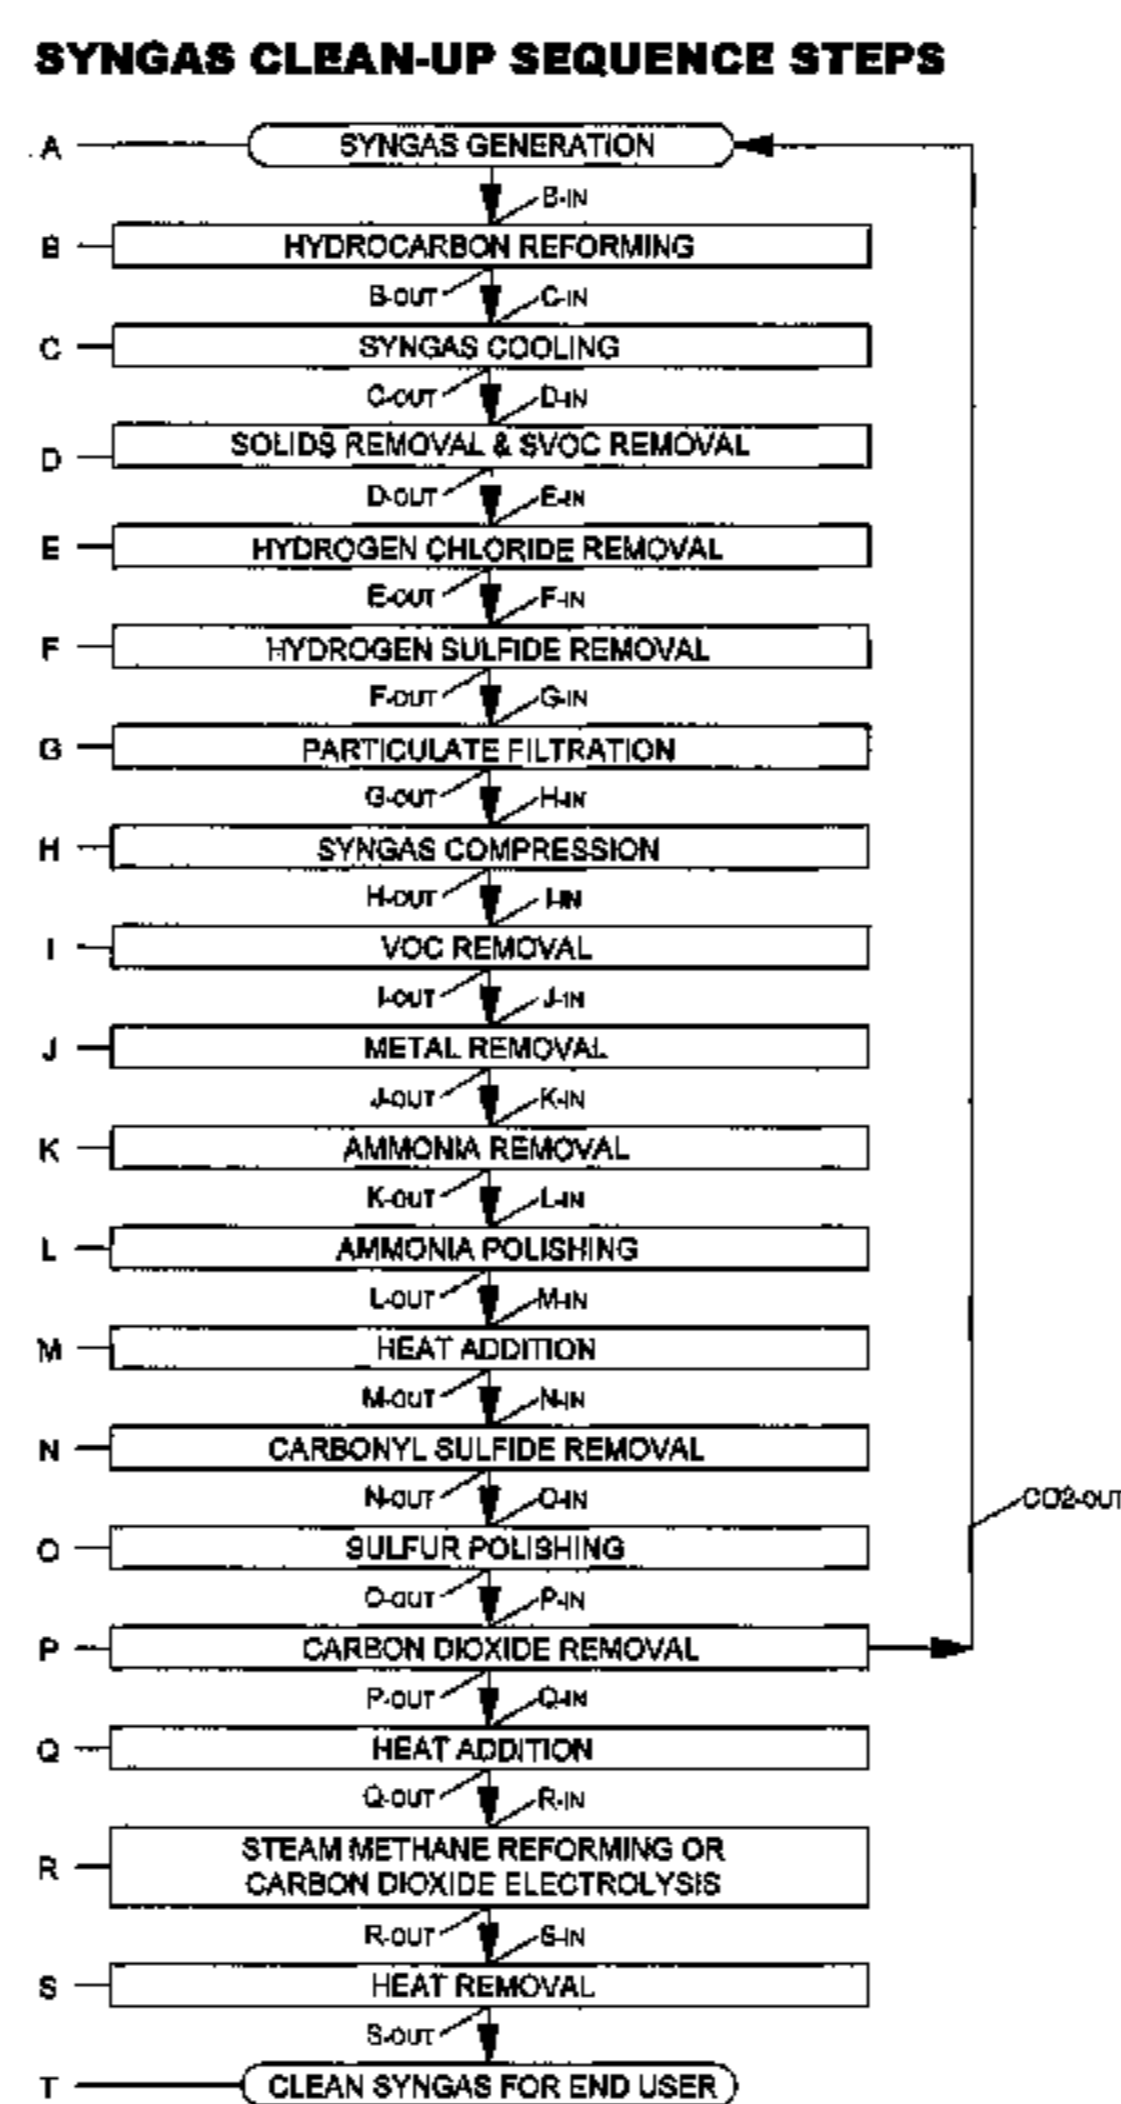 SYNGAS CLEAN-UP SEQUENCE STEPS
A SYNGAS GENERATION
B-IN
B HYDROCARBON REFORMING
B-OUT C-IN
C SYNGAS COOLING
C-OUT D-IN
D SOLIDS REMOVAL & SVOC REMOVAL
D-OUT E-IN
E HYDROGEN CHLORIDE REMOVAL
E-OUT F-IN
F HYDROGEN SULFIDE REMOVAL
F-OUT G-IN
G PARTICULATE FILTRATION
G-OUT H-IN
H SYNGAS COMPRESSION
H-OUT I-IN
I VOC REMOVAL
I-OUT J-IN
J METAL REMOVAL
J-OUT K-IN
K AMMONIA REMOVAL
K-OUT L-IN
L AMMONIA POLISHING
L-OUT M-IN
M HEAT ADDITION
M-OUT N-IN
N CARBONYL SULFIDE REMOVAL
N-OUT O-IN
CO2-OUT
O SULFUR POLISHING
O-OUT P-IN
P CARBON DIOXIDE REMOVAL
P-OUT Q-IN
Q HEAT ADDITION
Q-OUT R-IN
R STEAM METHANE REFORMING OR
CARBON DIOXIDE ELECTROLYSIS
R-OUT S-IN
S HEAT REMOVAL
S-OUT
T CLEAN SYNGAS FOR END USER